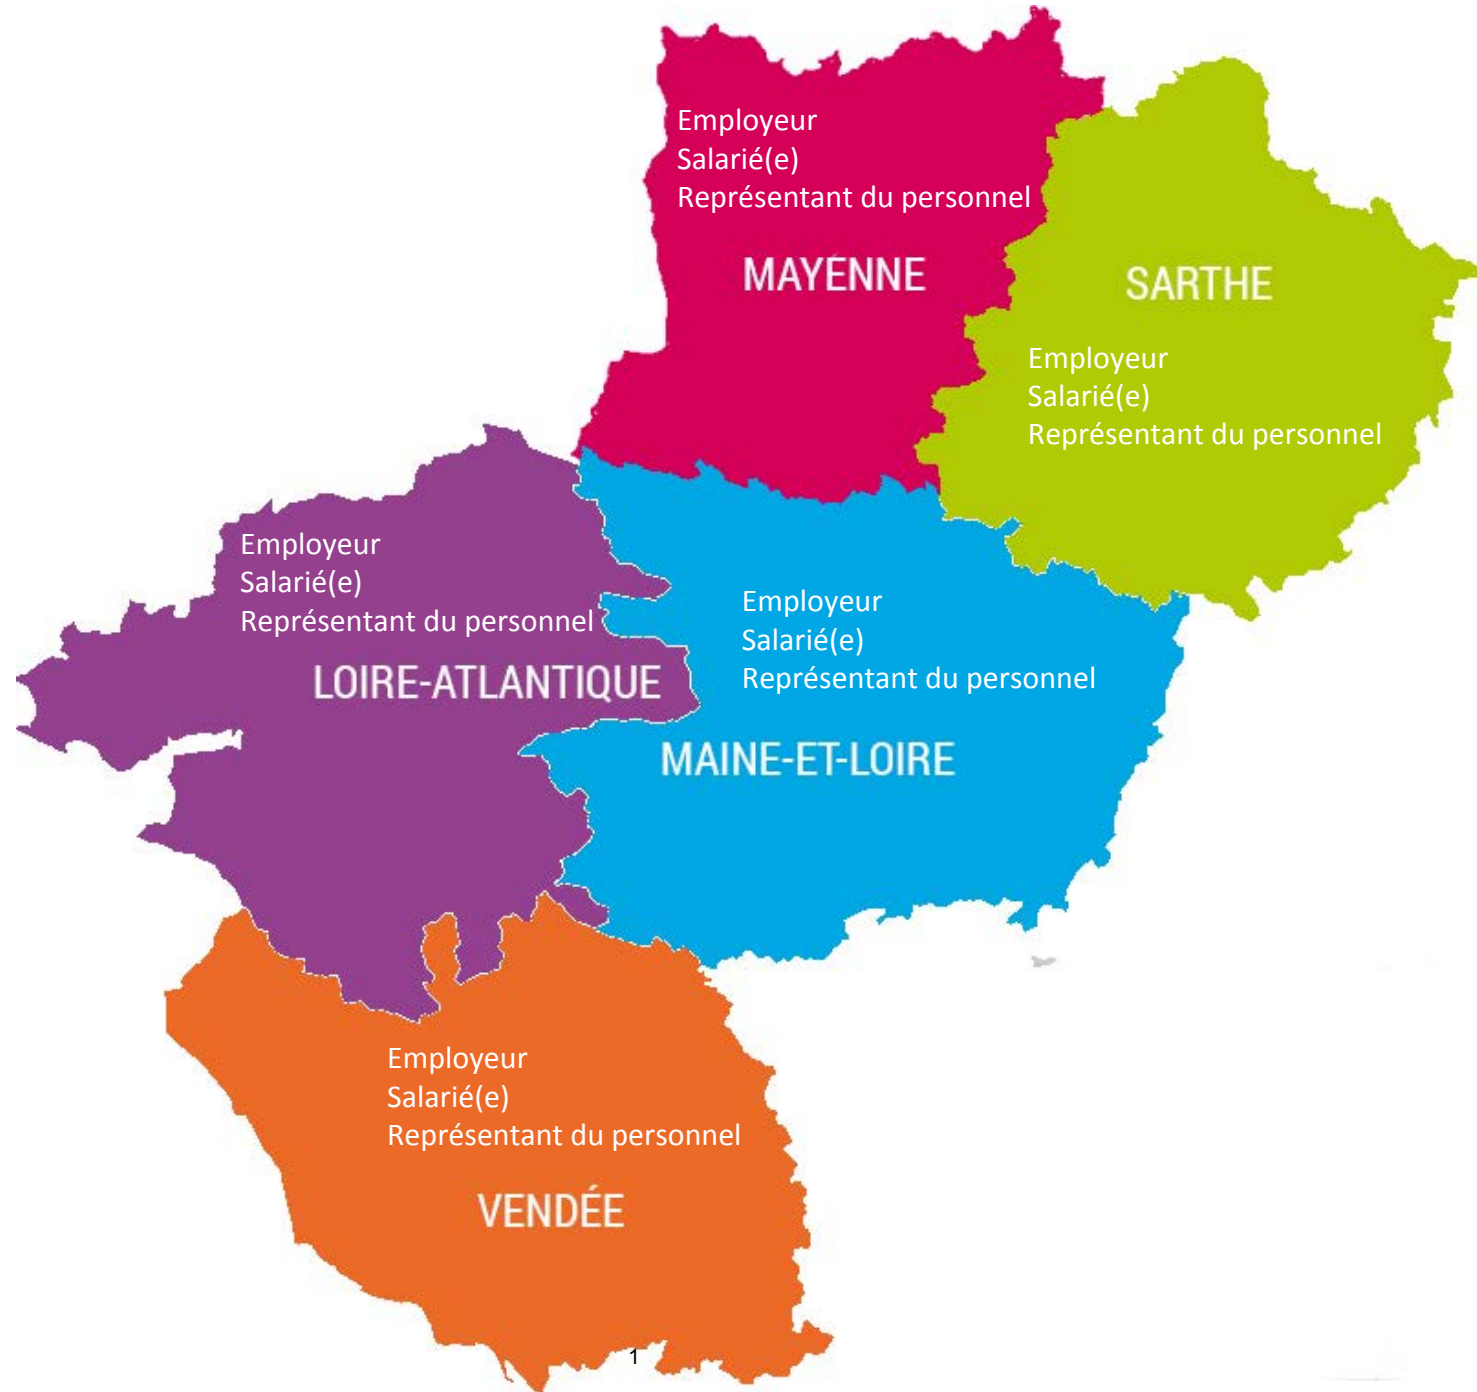 Employeur
Salarié(e)
Représentant du personnel
MAYENNE
SARTHE
Employeur
Salarié(e)
Représentant du personnel
Employeur
Salarié(e)
Représentant du personnel
LOIRE-ATLANTIQUE
Employeur
Salarié(e)
Représentant du personnel
MAINE-ET-LOIRE
Employeur
Salarié(e)
Représentant du personnel
VENDÉE
1